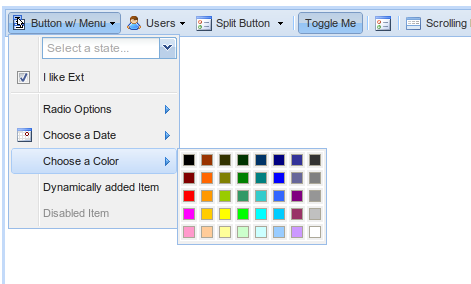 Button w/ Menu Users Split Button Toggle Me Scrolling
Select a state...
I like Ext
Radio Options
Choose a Date
Choose a Color
Dynamically added Item
Disabled Item